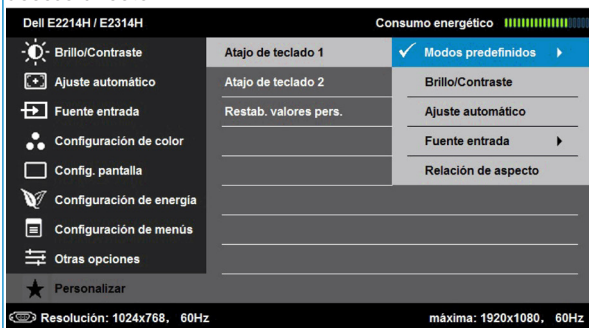 Dell E2214H / E2314H Consumo energético
Brillo/Contraste Atajo de teclado 1 Modos predefinidos
Ajuste automático Atajo de teclado 2 Brillo/Contraste
Fuente entrada Restab. valores pers. Ajuste automático
Configuración de color Fuente entrada
Config. pantalla Relación de aspecto
Configuración de energía
Configuración de menús
Otras opciones
Personalizar
Resolución: 1024x768, 60Hz máxima: 1920x1080, 60Hz